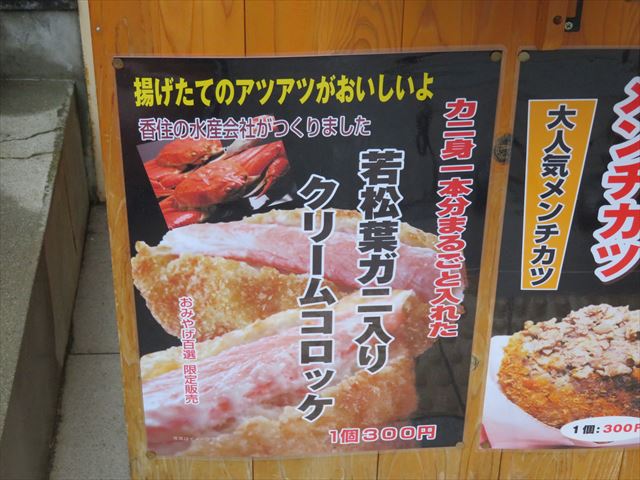 揚げたてのアツアツがおいしいよ
香住の水産会社がつくりました
カニ身一本分まるごと入れた
若松葉ガニ入り
クリームコロッケ
おみやげ百選 限定販売
1個300円
メンチカツ
大人気メンチカツ
1個:300円